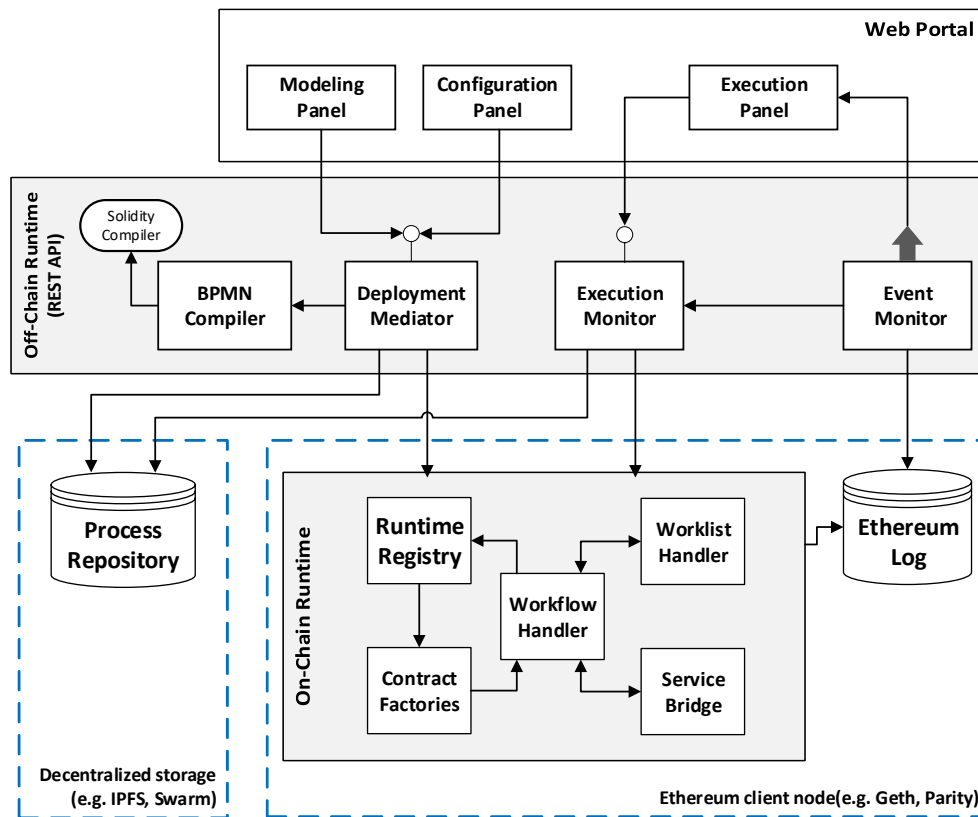 Web Portal
Modeling
Panel
Configuration
Panel
Execution
Panel
Off-Chain Runtime
(REST API)
Solidity
Compiler
BPMN
Compiler
Deployment
Mediator
Execution
Monitor
Event
Monitor
Process
Repository
Decentralized storage
(e.g. IPFS, Swarm)
On-Chain Runtime
Runtime
Registry
Worklist
Handler
Workflow
Handler
Contract
Factories
Service
Bridge
Ethereum
Log
Ethereum client node(e.g. Geth, Parity)